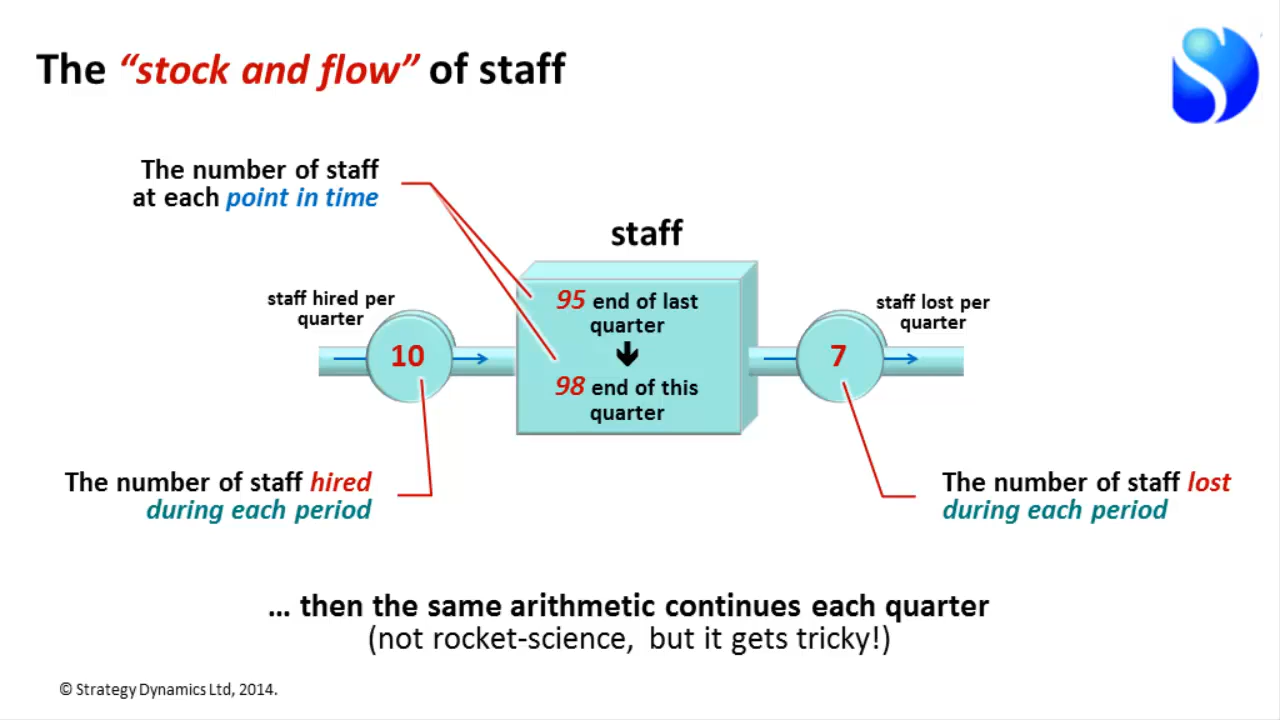 The “stock and flow” of staff
The number of staff
at each point in time
staff
staff hired per
quarter
10
95 end of last
quarter
98 end of this
quarter
staff lost per
quarter
7
The number of staff hired
during each period
The number of staff lost
during each period
... then the same arithmetic continues each quarter
(not rocket-science, but it gets tricky!)
© Strategy Dynamics Ltd, 2014.